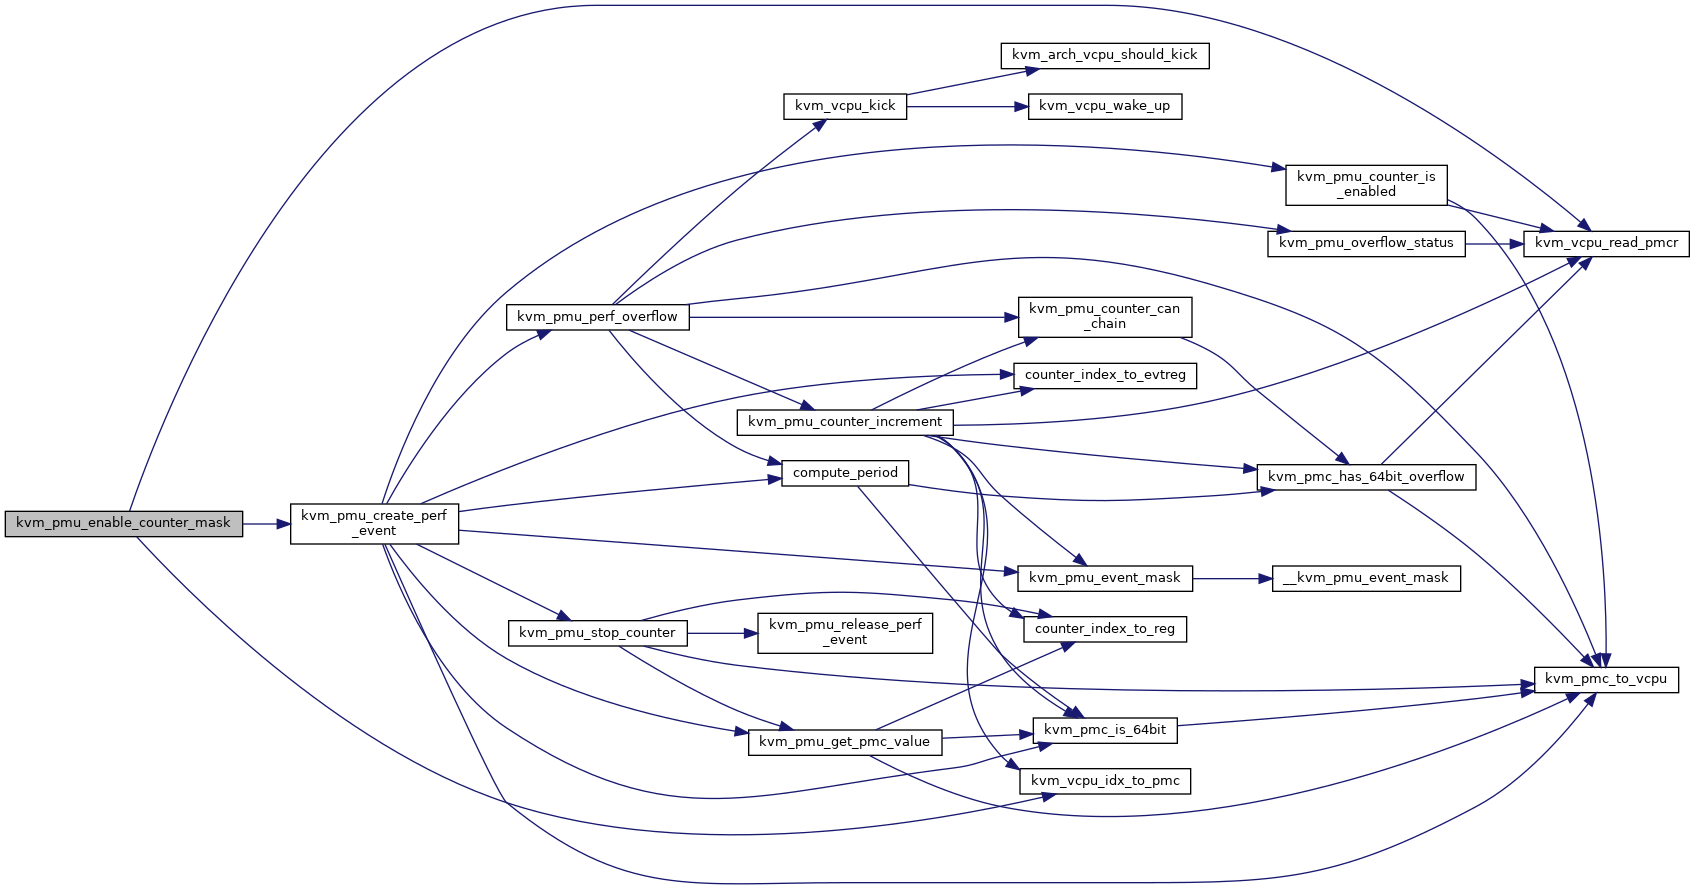 kvm_arch_vcpu_should_kick
kvm_vcpu_kick
kvm_vcpu_wake_up
kvm_pmu_counter_is
_enabled
kvm_pmu_overflow_status
kvm_vcpu_read_pmcr
kvm_pmu_perf_overflow
kvm_pmu_counter_can
_chain
counter_index_to_evtreg
kvm_pmu_counter_increment
compute_period
kvm_pmc_has_64bit_overflow
kvm_pmu_enable_counter_mask
kvm_pmu_create_perf
_event
kvm_pmu_event_mask
__kvm_pmu_event_mask
kvm_pmu_stop_counter
kvm_pmu_release_perf
_event
counter_index_to_reg
kvm_pmc_to_vcpu
kvm_pmu_get_pmc_value
kvm_pmc_is_64bit
kvm_vcpu_idx_to_pmc